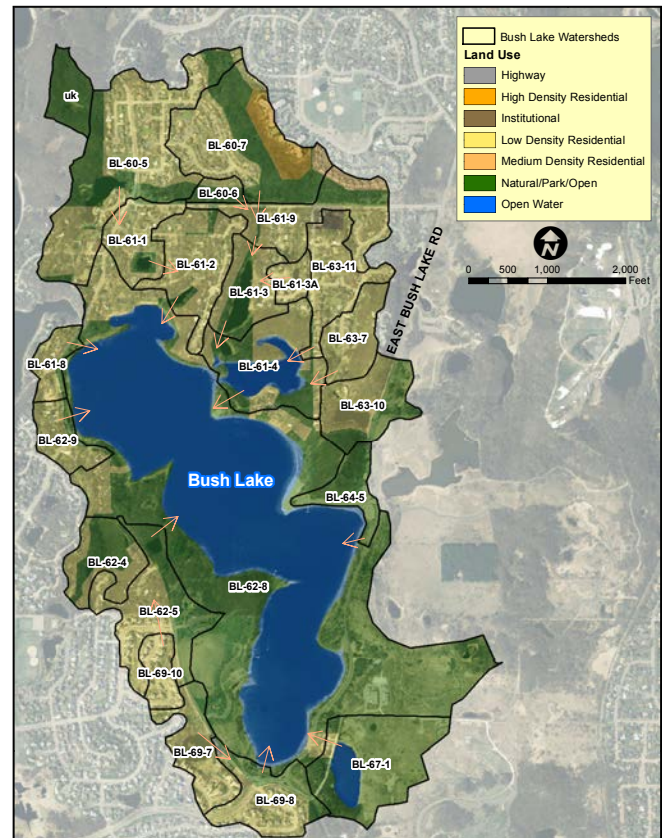 Bush Lake Watersheds
Land Use
Highway
High Density Residential
Institutional
Low Density Residential
Medium Density Residential
Natural/Park/Open
Open Water
N
0 500 1,000 2,000
Feet
EAST BUSH LAKE RD
uk
BL-60-5
BL-60-7
BL-60-6
BL-61-9
BL-61-1
BL-61-2
BL-63-11
BL-61-3
BL-61-3A
BL-63-7
BL-61-8
BL-61-4
BL-63-10
BL-62-9
Bush Lake
BL-64-5
BL-62-4
BL-62-8
BL-62-5
BL-69-10
BL-69-7
BL-67-1
BL-69-8